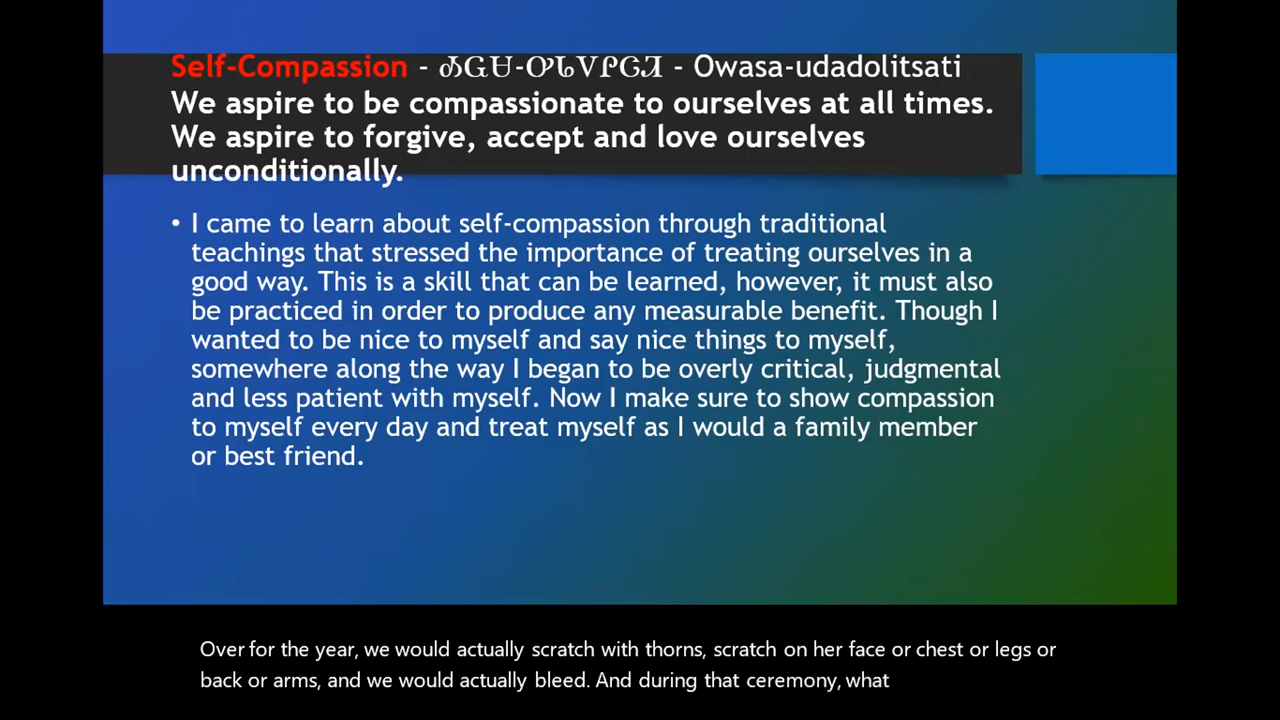 Self-Compassion - ᎣᏩᏌ-ᎤᏓᏙᎵᏣᏘ - Owasa-udadolitsati
We aspire to be compassionate to ourselves at all times.
We aspire to forgive, accept and love ourselves
unconditionally.
• I came to learn about self-compassion through traditional
teachings that stressed the importance of treating ourselves in a
good way. This is a skill that can be learned, however, it must also
be practiced in order to produce any measurable benefit. Though I
wanted to be nice to myself and say nice things to myself,
somewhere along the way I began to be overly critical, judgmental
and less patient with myself. Now I make sure to show compassion
to myself every day and treat myself as I would a family member
or best friend.
Over for the year, we would actually scratch with thorns, scratch on her face or chest or legs or
back or arms, and we would actually bleed. And during that ceremony, what